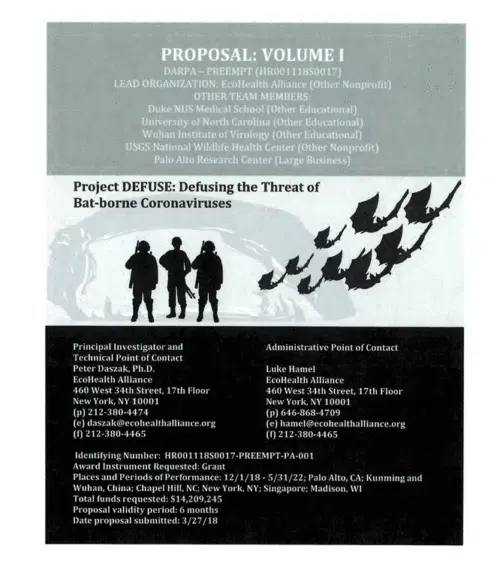 PROPOSAL: VOLUME I
DARPA – PREEMPT (HR001118S0017)
LEAD ORGANIZATION: EcoHealth Alliance (Other Nonprofit)
OTHER TEAM MEMBERS:
Duke NUS Medical School (Other Educational)
University of North Carolina (Other Educational)
Wuhan Institute of Virology (Other Educational)
USGS National Wildlife Health Center (Other Nonprofit)
Palo Alto Research Center (Large Business)
Project DEFUSE: Defusing the Threat of
Bat-borne Coronaviruses
Principal Investigator and
Technical Point of Contact
Peter Daszak, Ph.D.
EcoHealth Alliance
460 West 34th Street, 17th Floor
New York, NY 10001
(p) 212-380-4474
(e) daszak@ecohealthalliance.org
(f) 212-380-4465
Administrative Point of Contact
Luke Hamel
EcoHealth Alliance
460 West 34th Street, 17th Floor
New York, NY 10001
(p) 646-868-4709
(e) hamel@ecohealthalliance.org
(f) 212-380-4465
Identifying Number: HR001118S0017-PREEMPT-PA-001
Award Instrument Requested: Grant
Places and Periods of Performance: 12/1/18 - 5/31/22; Palo Alto, CA; Kunming and
Wuhan, China; Chapel Hill, NC; New York, NY; Singapore; Madison, WI
Total funds requested: $14,209,245
Proposal validity period: 6 months
Date proposal submitted: 3/27/18